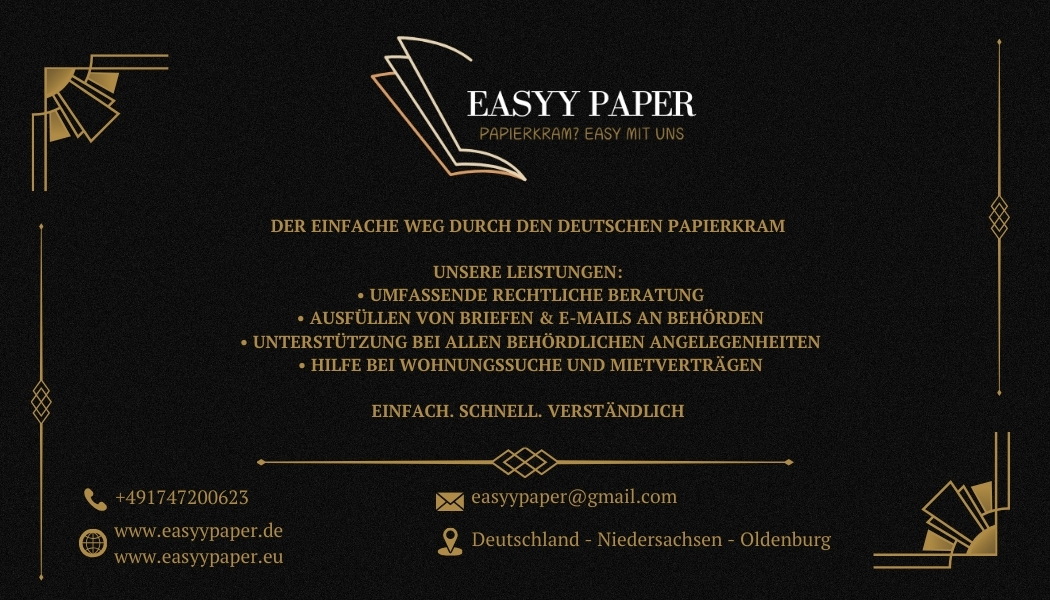 EASYY PAPER
PAPIERKRAM? EASY MIT UNS
DER EINFACHE WEG DURCH DEN DEUTSCHEN PAPIERKRAM
UNSERE LEISTUNGEN:
• UMFASSENDE RECHTLICHE BERATUNG
• AUSFÜLLEN VON BRIEFEN & E-MAILS AN BEHÖRDEN
• UNTERSTÜTZUNG BEI ALLEN BEHÖRDLICHEN ANGELEGENHEITEN
• HILFE BEI WOHNUNGSSUCHE UND MIETVERTRÄGEN
EINFACH. SCHNELL. VERSTÄNDLICH
+491747200623
www.easyypaper.de
www.easyypaper.eu
easyypaper@gmail.com
Deutschland - Niedersachsen - Oldenburg